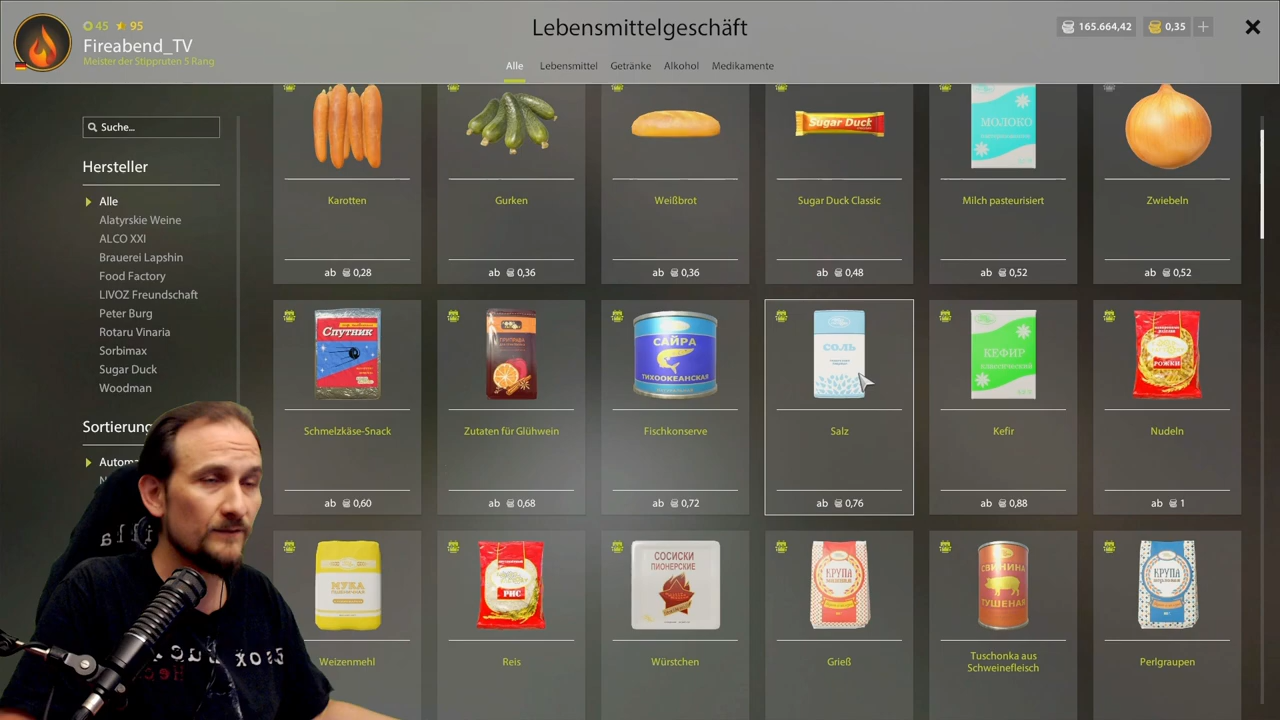 45 95
Lebensmittelgeschäft
165.664,42 0,35
Fireabend_TV
Meister der Stippruten 5 Rang
Alle Lebensmittel Getränke Alkohol Medikamente
Suche...
Hersteller
Alle
Alatyrskie Weine
ALCO XXI
Brauerei Lapshin
Food Factory
LIVOZ Freundschaft
Peter Burg
Rotaru Vinaria
Sorbimax
Sugar Duck
Woodman
Sortierung
Sugar Duck
МОЛОКО
Karotten Gurken Weißbrot Sugar Duck Classic Milch pasteurisiert Zwiebeln
ab 0,28 ab 0,36 ab 0,36 ab 0,48 ab 0,52 ab 0,52
Спутник
САЙРА
ТИХООКЕАНСКАЯ
СОЛЬ
КЕФИР
КЛАССИЧЕСКИЙ
РОЖКИ
Schmelzkäse-Snack Zutaten für Glühwein Fischkonserve Salz Kefir Nudeln
ab 0,60 ab 0,68 ab 0,72 ab 0,76 ab 0,88 ab 1
МУКА
ПШЕНИЧНАЯ
РИС
СОСИСКИ
ПИОНЕРСКИЕ
КРУПА
СВИНИНА
ТУШЕНАЯ
КРУПА
Weizenmehl Reis Würstchen Grieß Tuschonka aus
Schweinefleisch Perlgraupen